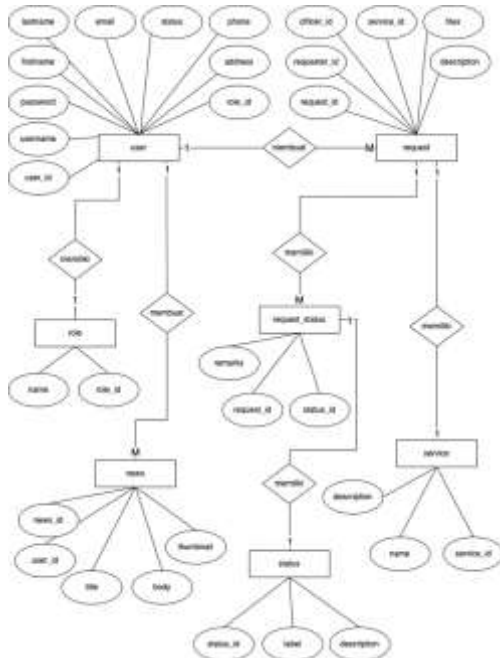 lastname
email
status
phone
officer_id
service_id
files
description
firstname
address
requester_id
password
role_id
request_id
username
user
1
membuat
M
request
user_id
1
1
1
1
memiliki
memiliki
membuat
memiliki
1
M
role
request_status
1
remarks
name
role_id
request_id
status_id
M
1
news
service
memiliki
description
news_id
thumbnail
user_id
1
name
service_id
title
body
status
status_id
label
description